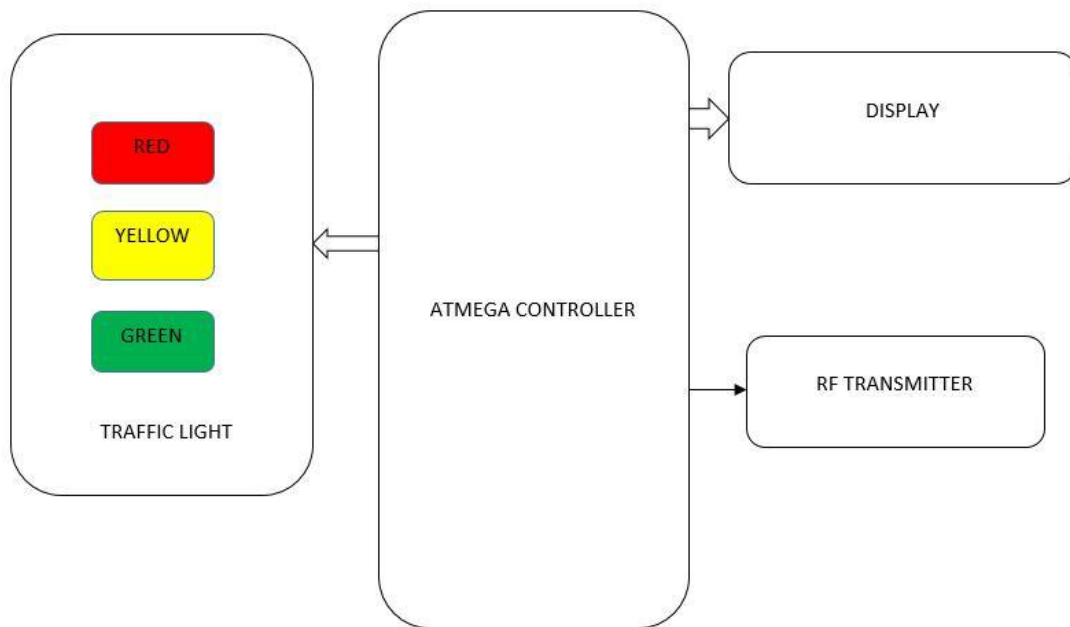 RED
YELLOW
GREEN
TRAFFIC LIGHT
ATMEGA CONTROLLER
DISPLAY
RF TRANSMITTER